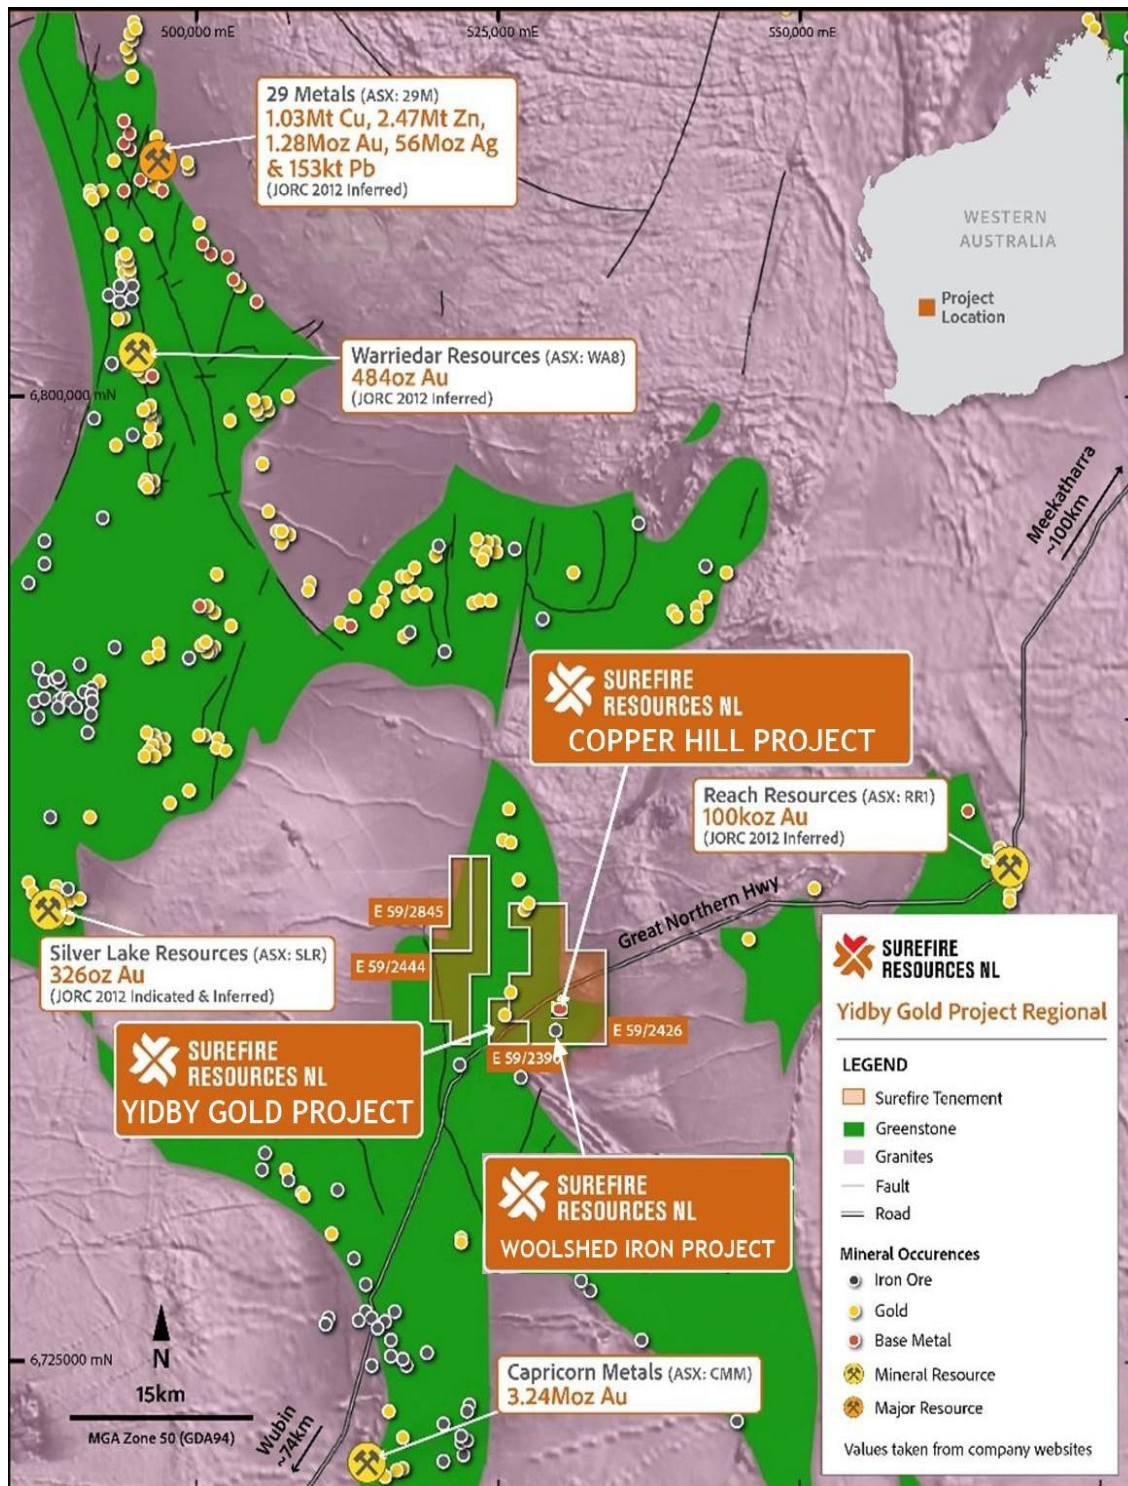 500,000 mE
525,000 mE
550,000 mE
29 Metals (ASX: 29M)
1.03Mt Cu, 2.47Mt Zn,
1.28Moz Au, 56Moz Ag
& 153kt Pb
(JORC 2012 Inferred)
WESTERN
AUSTRALIA
Project
Location
Warriedar Resources (ASX: WA8)
484oz Au
(JORC 2012 Inferred)
6,800,000 mN
Meekatharra
~100km
SUREFIRE
RESOURCES NL
COPPER HILL PROJECT
Reach Resources (ASX: RR1)
100koz Au
(JORC 2012 Inferred)
Great Northern Hwy
E 59/2845
E 59/2444
Silver Lake Resources (ASX: SLR)
326oz Au
(JORC 2012 Indicated & Inferred)
E 59/2426
E 59/2390
SUREFIRE
RESOURCES NL
YIDBY GOLD PROJECT
SUREFIRE
RESOURCES NL
WOOLSHED IRON PROJECT
SUREFIRE
RESOURCES NL
Yidby Gold Project Regional
LEGEND
Surefire Tenement
Greenstone
Granites
Fault
Road
Mineral Occurences
Iron Ore
Gold
Base Metal
Mineral Resource
Major Resource
Values taken from company websites
6,725000 mN
N
15km
MGA Zone 50 (GDA94)
Wubin
~74km
Capricorn Metals (ASX: CMM)
3.24Moz Au